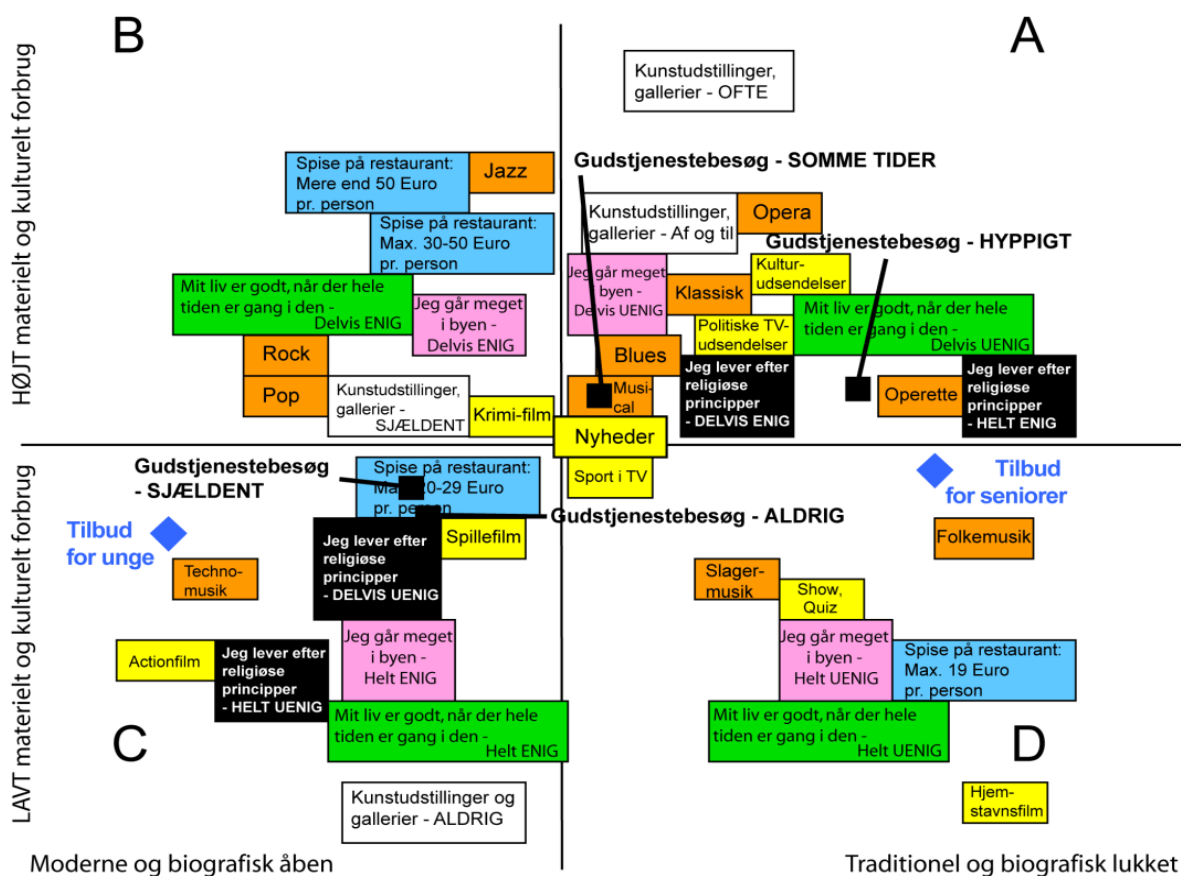 B
A
HØJT materielt og kulturelt forbrug
Kunstudstillinger,
gallerier - OFTE
Gudstjenestebesøg - SOMME TIDER
Spise på restaurant:
Mere end 50 Euro
pr. person
Jazz
Kunstudstillinger,
gallerier - Af og til
Opera
Spise på restaurant:
Max. 30-50 Euro
pr. person
Gudstjenestebesøg - HYPPIGT
Jeg går meget
byen -
Delvis UENIG
Klassisk
Kultur-
udsendelser
Mit liv er godt, når der hele
tiden er gang i den -
Delvis ENIG
Jeg går meget
i byen -
Delvis ENIG
Mit liv er godt, når der hele
tiden er gang i den -
Delvis UENIG
Politiske TV-
udsendelser
Rock
Blues
Jeg lever efter
religiøse
principper
- DELVIS ENIG
Jeg lever efter
religiøse
principper
- HELT ENIG
Pop
Kunstudstillinger,
gallerier -
SJÆLDENT
Krimi-film
Musi-
cal
Operette
Nyheder
LAVT materielt og kulturelt forbrug
Gudstjenestebesøg
- SJÆLDENT
Spise på restaurant:
Max. 20-29 Euro
pr. person
Sport i TV
Tilbud
for seniorer
Tilbud
for unge
Gudstjenestebesøg - ALDRIG
Spillefilm
Folkemusik
Jeg lever efter
religiøse
principper
- DELVIS UENIG
Techno-
musik
Slager-
musik
Show,
Quiz
Actionfilm
Jeg lever efter
religiøse
principper
- HELT UENIG
Jeg går meget
i byen -
Helt ENIG
Jeg går meget
i byen -
Helt UENIG
Spise på restaurant:
Max. 19 Euro
pr. person
Mit liv er godt, når der hele
tiden er gang i den -
Helt ENIG
Mit liv er godt, når der hele
tiden er gang i den -
Helt UENIG
C
D
Kunstudstillinger og
gallerier - ALDRIG
Hjem-
stavnsfilm
Moderne og biografisk åben
Traditionel og biografisk lukket